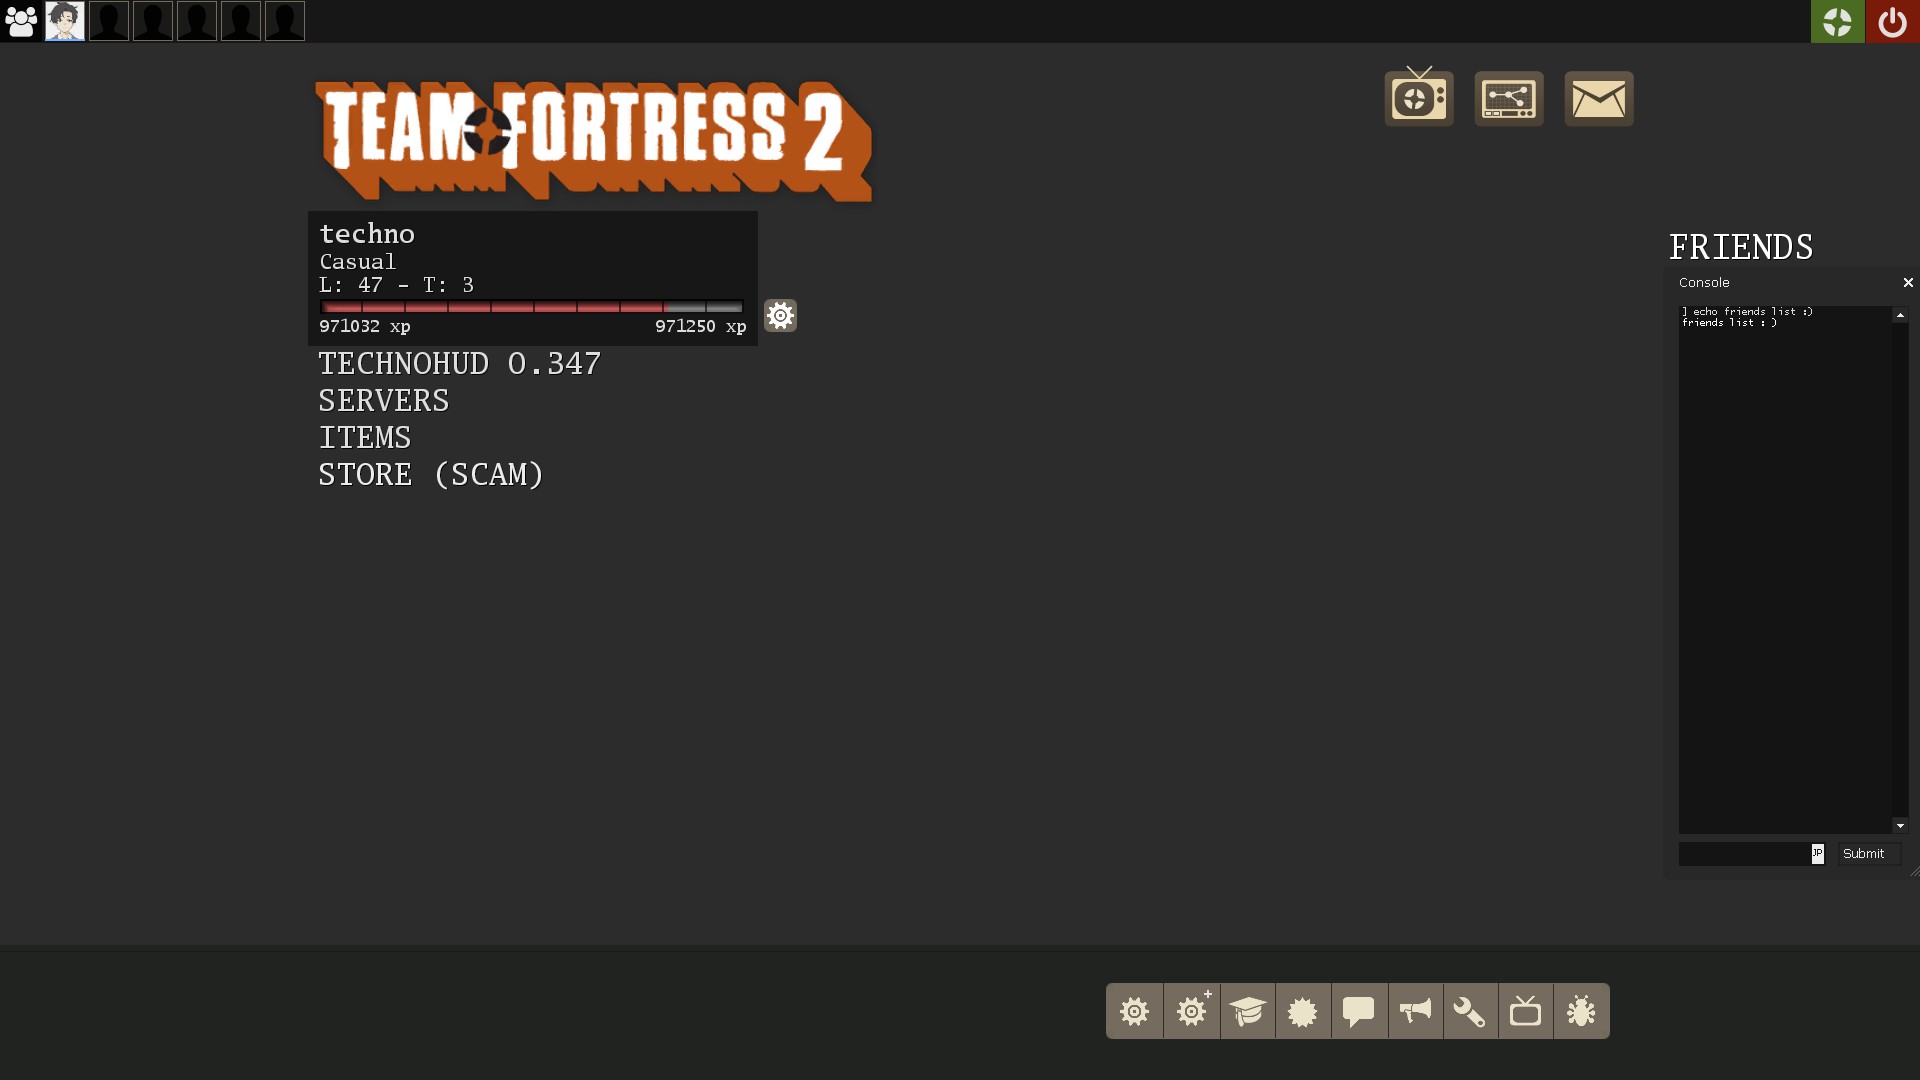 TEAM FORTRESS 2
techno
Casual
L: 47 - T: 3
971032 xp
971250 xp
TECHNOHUD 0.347
SERVERS
ITEMS
STORE (SCAM)
FRIENDS
Console
] echo friends list :)
friends list : )
JP
Submit